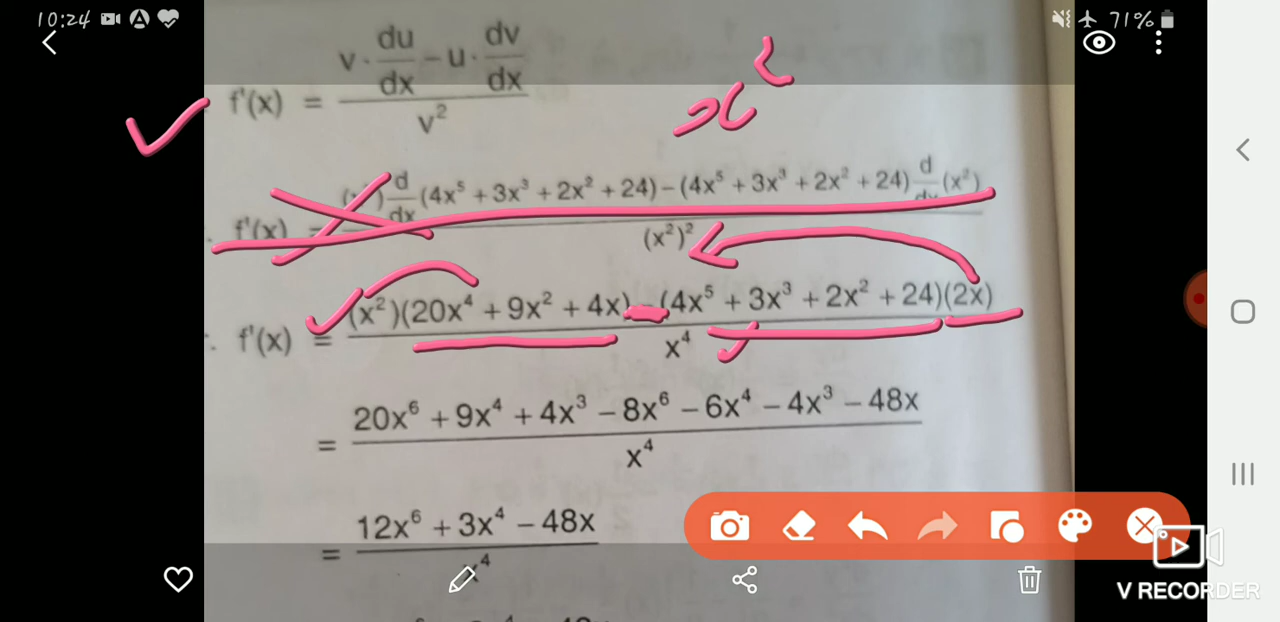 10:24 71%
f'(x) = (v · du/dx − u · dv/dx) / v²
x²
f'(x) = ( ) d/dx (4x⁵ + 3x³ + 2x² + 24) − (4x⁵ + 3x³ + 2x² + 24) d/dx (x²) / (x²)²
f'(x) = (x²)(20x⁴ + 9x² + 4x) − (4x⁵ + 3x³ + 2x² + 24)(2x) / x⁴
= 20x⁶ + 9x⁴ + 4x³ − 8x⁶ − 6x⁴ − 4x³ − 48x / x⁴
= 12x⁶ + 3x⁴ − 48x / x⁴
V RECORDER